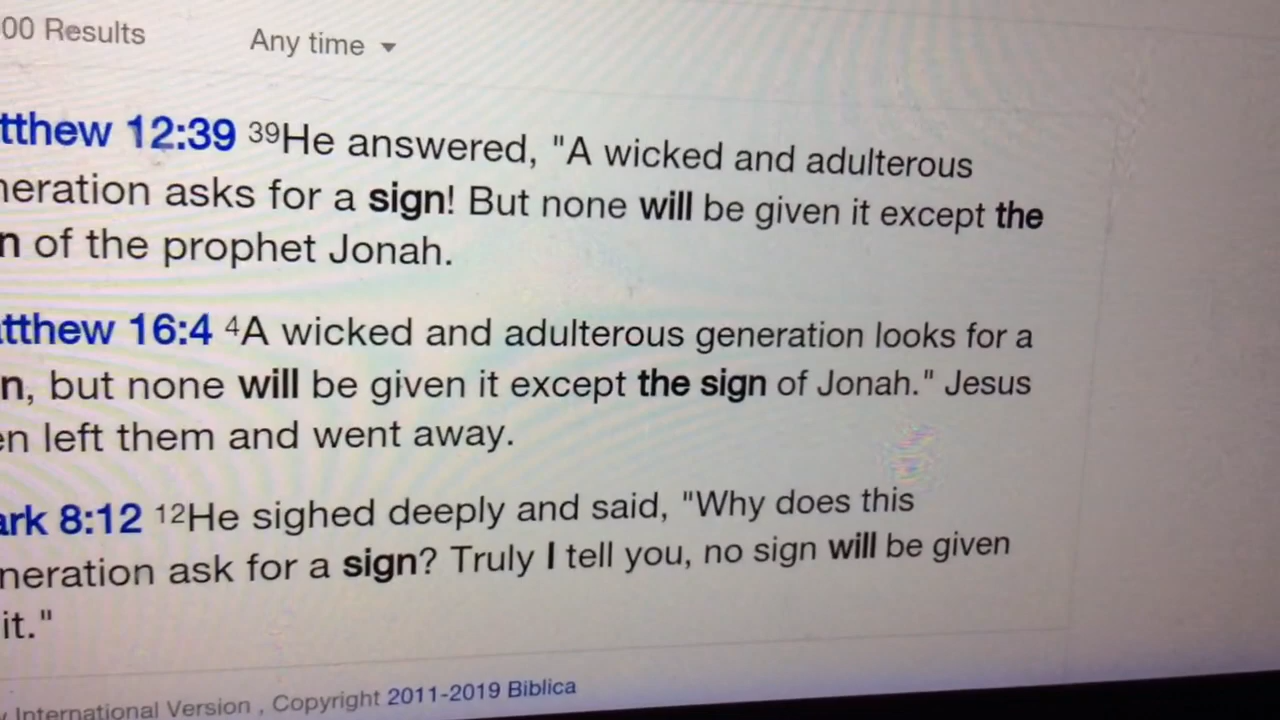 00 Results Any time
tthew 12:39 39He answered, "A wicked and adulterous
neration asks for a sign! But none will be given it except the
n of the prophet Jonah.
tthew 16:4 4A wicked and adulterous generation looks for a
n, but none will be given it except the sign of Jonah." Jesus
en left them and went away.
ark 8:12 12He sighed deeply and said, "Why does this
neration ask for a sign? Truly I tell you, no sign will be given
it."
International Version , Copyright 2011-2019 Biblica